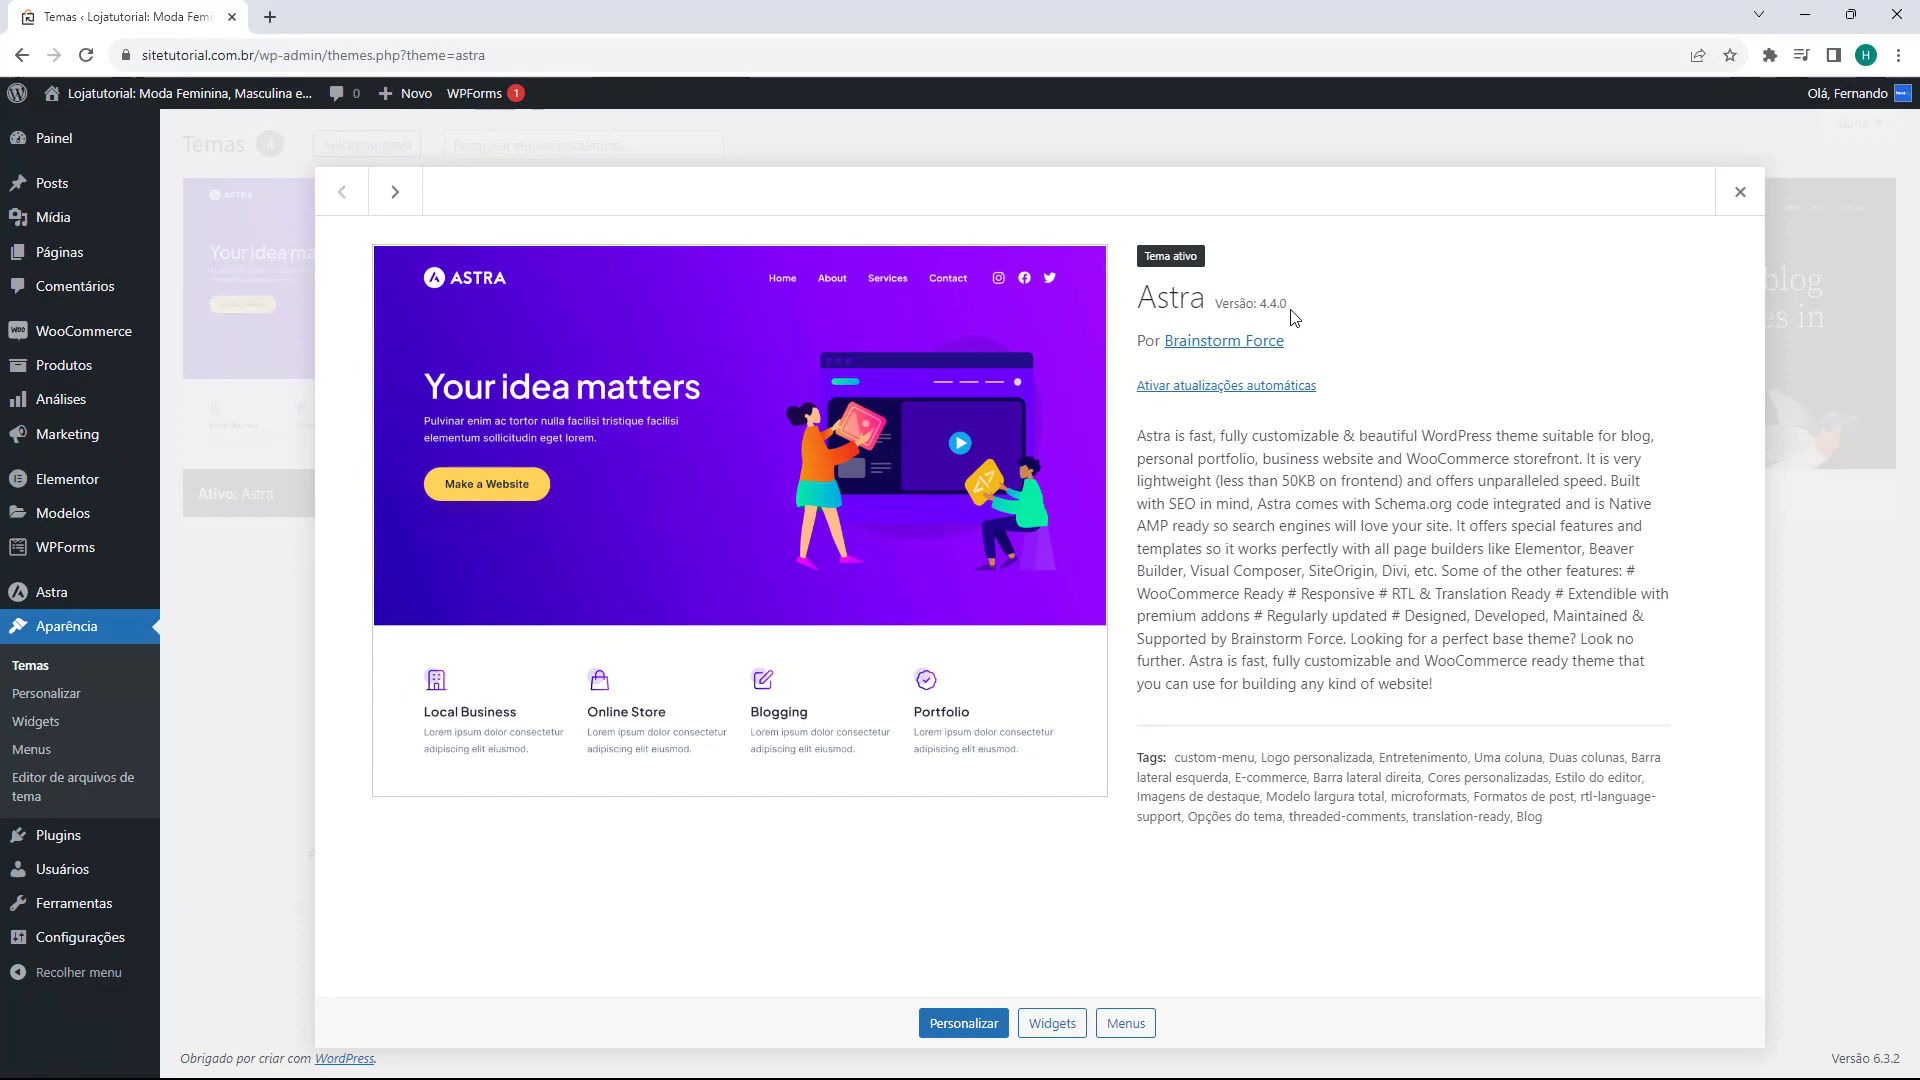 Temas ‹ Lojatutorial: Moda Femin
sitetutorial.com.br/wp-admin/themes.php?theme=astra
H
Lojatutorial: Moda Feminina, Masculina e...
0
Novo
WPForms 1
Olá, Fernando
Painel
Posts
Mídia
Páginas
Comentários
WooCommerce
Produtos
Análises
Marketing
Elementor
Modelos
WPForms
Astra
Aparência
Temas
Personalizar
Widgets
Menus
Editor de arquivos de
tema
Plugins
Usuários
Ferramentas
Configurações
Recolher menu
Temas 4
Adicionar novo
Pesquisar temas instalados...
Ajuda
ASTRA
Your idea ma
Ativo: Astra
blog
es in
ASTRA
Home
About
Services
Contact
Your idea matters
Pulvinar enim ac tortor nulla facilisi tristique facilisi
elementum sollicitudin eget lorem.
Make a Website
Local Business
Lorem ipsum dolor consectetur
adipiscing elit eiusmod.
Online Store
Lorem ipsum dolor consectetur
adipiscing elit eiusmod.
Blogging
Lorem ipsum dolor consectetur
adipiscing elit eiusmod.
Portfolio
Lorem ipsum dolor consectetur
adipiscing elit eiusmod.
Tema ativo
Astra Versão: 4.4.0
Por Brainstorm Force
Ativar atualizações automáticas
Astra is fast, fully customizable & beautiful WordPress theme suitable for blog,
personal portfolio, business website and WooCommerce storefront. It is very
lightweight (less than 50KB on frontend) and offers unparalleled speed. Built
with SEO in mind, Astra comes with Schema.org code integrated and is Native
AMP ready so search engines will love your site. It offers special features and
templates so it works perfectly with all page builders like Elementor, Beaver
Builder, Visual Composer, SiteOrigin, Divi, etc. Some of the other features: #
WooCommerce Ready # Responsive # RTL & Translation Ready # Extendible with
premium addons # Regularly updated # Designed, Developed, Maintained &
Supported by Brainstorm Force. Looking for a perfect base theme? Look no
further. Astra is fast, fully customizable and WooCommerce ready theme that
you can use for building any kind of website!
Tags: custom-menu, Logo personalizada, Entretenimento, Uma coluna, Duas colunas, Barra
lateral esquerda, E-commerce, Barra lateral direita, Cores personalizadas, Estilo do editor,
Imagens de destaque, Modelo largura total, microformats, Formatos de post, rtl-language-
support, Opções do tema, threaded-comments, translation-ready, Blog
Personalizar
Widgets
Menus
Obrigado por criar com WordPress.
Versão 6.3.2